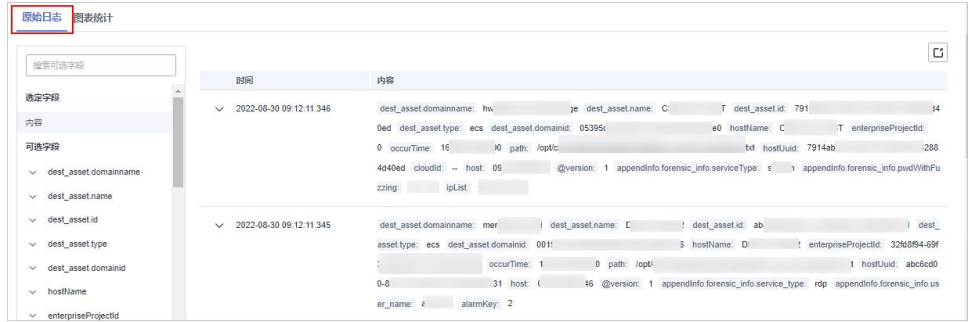 原始日志 图表统计
搜索可选字段
选定字段
内容
可选字段
dest_asset.domainname
dest_asset.name
dest_asset.id
dest_asset.type
dest_asset.domainid
hostName
enterpriseProjectId
时间 内容
2022-08-30 09:12:11.346 dest_asset.domainname: hw ge dest_asset.name: C T dest_asset.id: 791 d4
0ed dest_asset.type: ecs dest_asset.domainid: 05395 e0 hostName: C T enterpriseProjectId:
0 occurTime: 16 00 path: /opt/ txt hostUuid: 7914ab 288
4d40ed cloudId: -- host: 09 @version: 1 appendInfo.forensic_info.serviceType: s appendInfo.forensic_info.pwdWithFu
zzing: ipList:
2022-08-30 09:12:11.345 dest_asset.domainname: mer dest_asset.name: D 2 dest_asset.id: ab dest_
asset.type: ecs dest_asset.domainid: 001 6 hostName: D enterpriseProjectId: 32fd8f94-69f
occurTime: 1 0 path: /opt/ t hostUuid: abc6cd0
0-8 31 host: 46 @version: 1 appendInfo.forensic_info.service_type: rdp appendInfo.forensic_info.us
er_name: alarmKey: 2